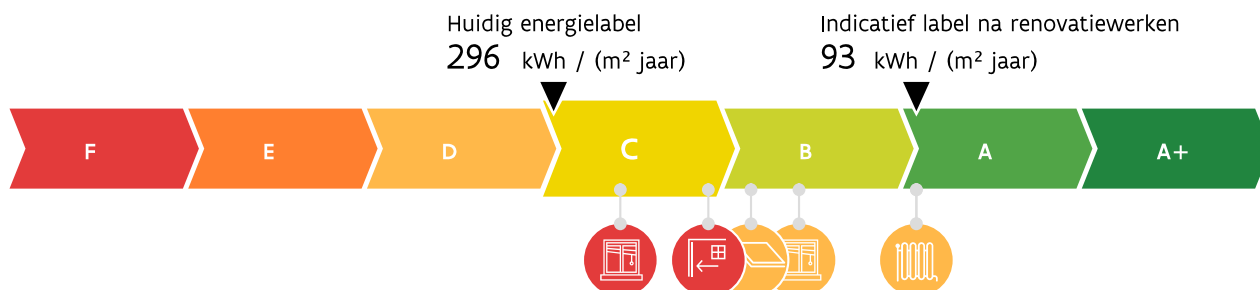 Huidig energielabel
296 kWh / (m² jaar)
Indicatief label na renovatiewerken
93 kWh / (m² jaar)
F E D C B A A+